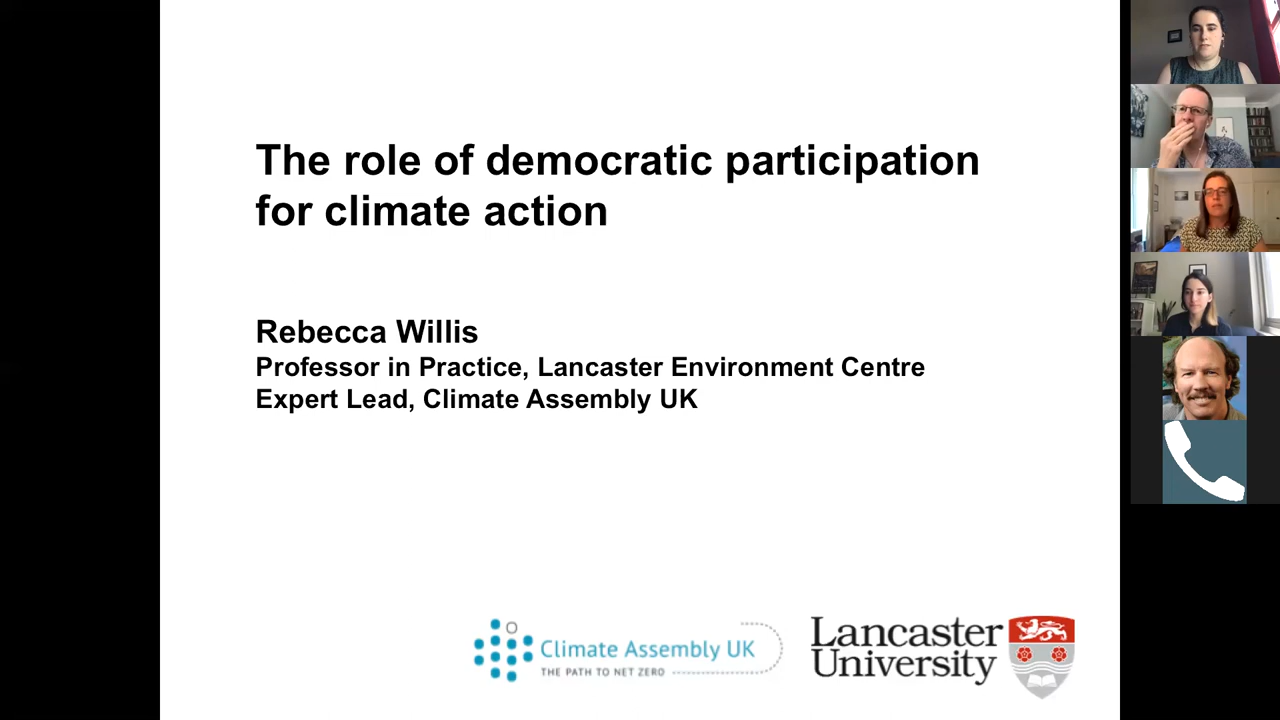 The role of democratic participation
for climate action
Rebecca Willis
Professor in Practice, Lancaster Environment Centre
Expert Lead, Climate Assembly UK
Climate Assembly UK
THE PATH TO NET ZERO
Lancaster
University